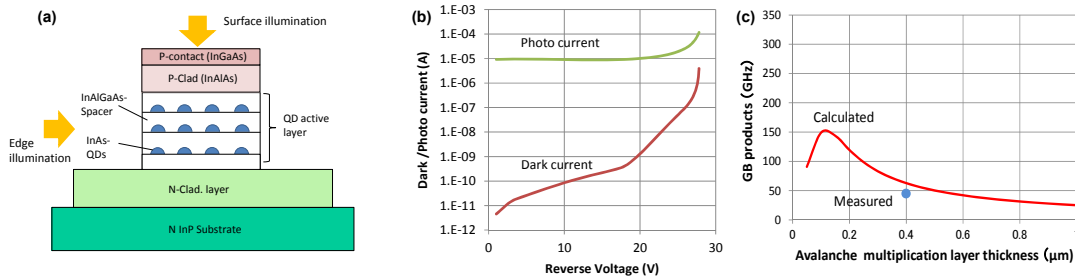 (a)
Surface illumination
P-contact (InGaAs)
P-Clad (InAlAs)
InAlGaAs-
Spacer
QD active
layer
Edge
illumination
InAs-
QDs
N-Clad. layer
N InP Substrate
(b)
1.E-03
1.E-04
1.E-05
1.E-06
1.E-07
1.E-08
1.E-09
1.E-10
1.E-11
1.E-12
Dark /Photo current (A)
Photo current
Dark current
0
10
20
30
Reverse Voltage (V)
(c)
350
300
250
200
150
100
50
0
GB products (GHz)
Calculated
Measured
0
0.2
0.4
0.6
0.8
Avalanche multiplication layer thickness (μm)